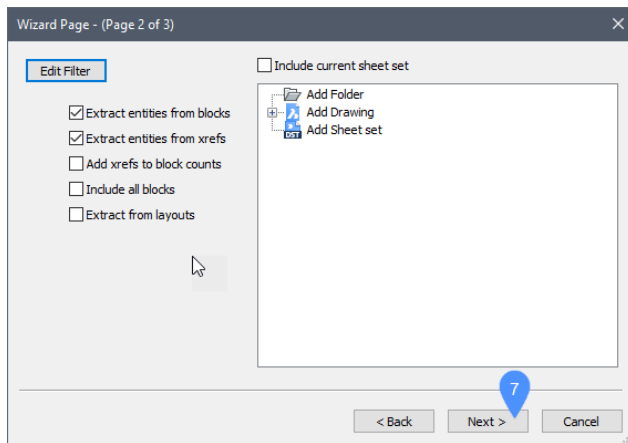 Wizard Page - (Page 2 of 3)
Edit Filter
Include current sheet set
Extract entities from blocks
Extract entities from xrefs
Add xrefs to block counts
Include all blocks
Extract from layouts
Add Folder
Add Drawing
DST Add Sheet set
7
< Back
Next >
Cancel